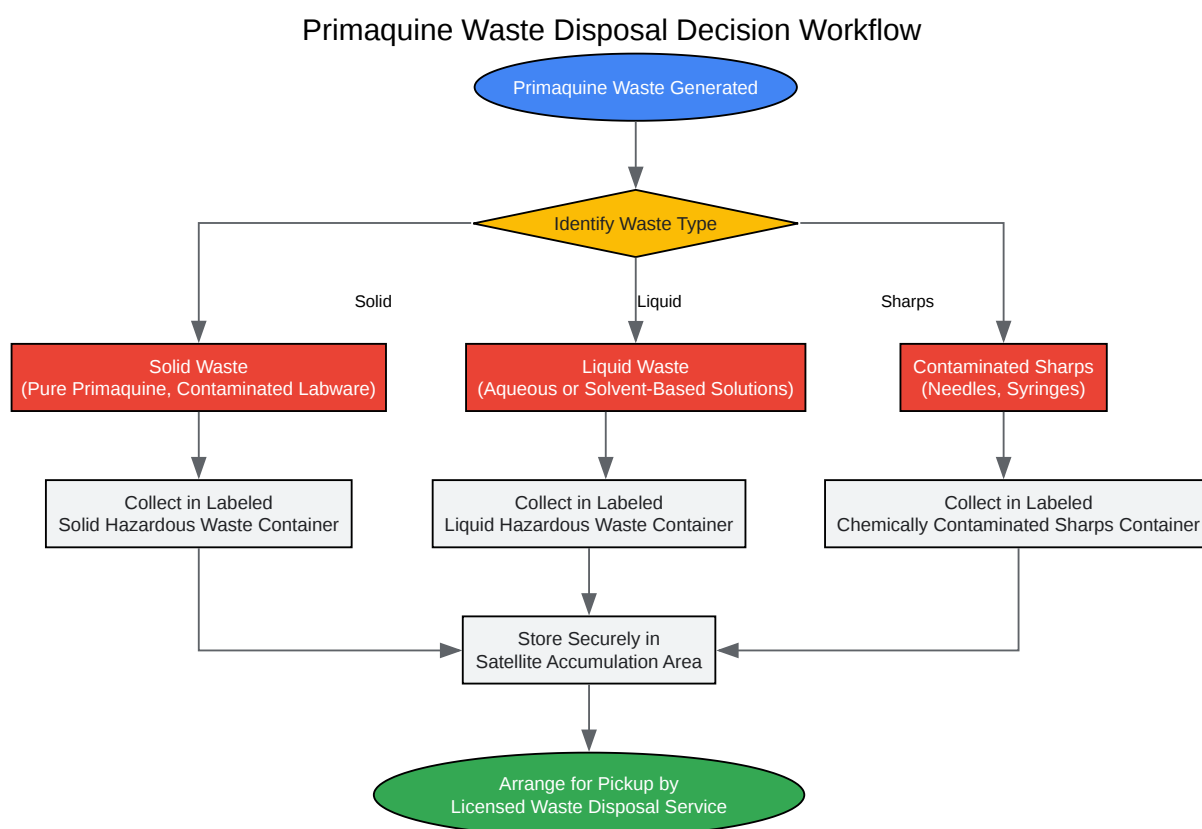 Primaquine Waste Disposal Decision Workflow
Primaquine Waste Generated
Identify Waste Type
Solid
Liquid
Sharps
Solid Waste
(Pure Primaquine, Contaminated Labware)
Liquid Waste
(Aqueous or Solvent-Based Solutions)
Contaminated Sharps
(Needles, Syringes)
Collect in Labeled
Solid Hazardous Waste Container
Collect in Labeled
Liquid Hazardous Waste Container
Collect in Labeled
Chemically Contaminated Sharps Container
Store Securely in
Satellite Accumulation Area
Arrange for Pickup by
Licensed Waste Disposal Service